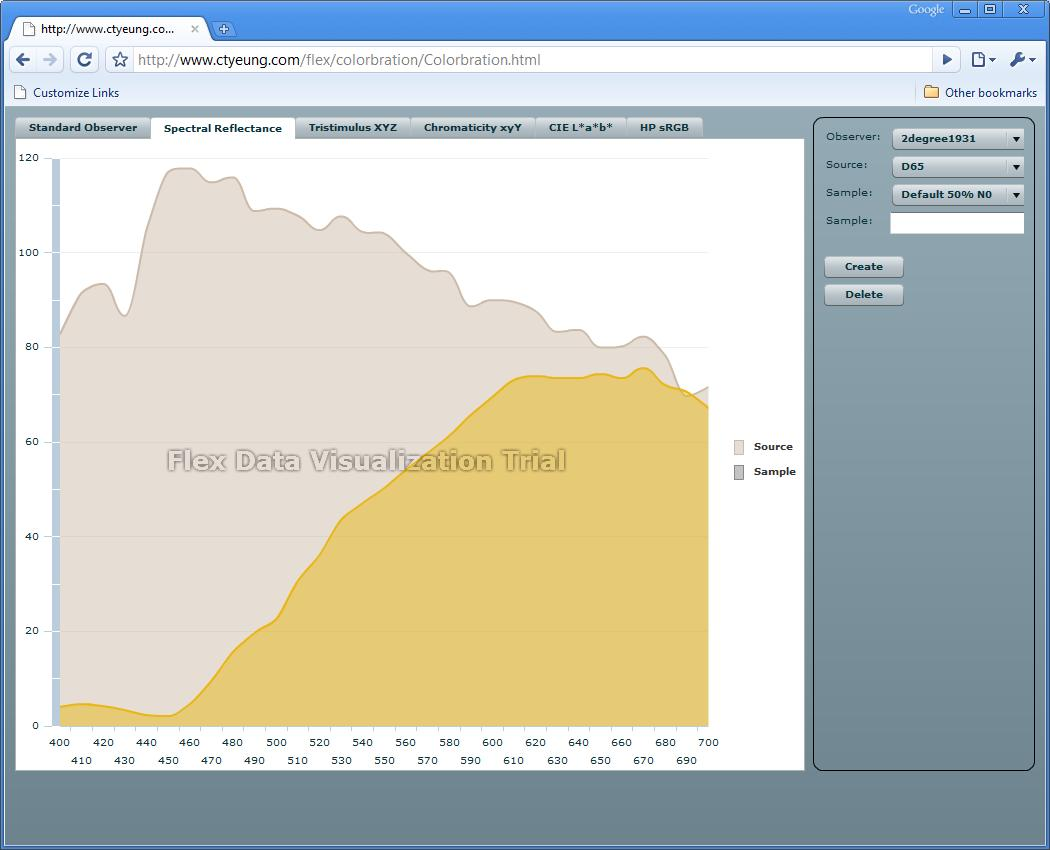 Google
http://www.ctyeung.co...
http://www.ctyeung.com/flex/colorbration/Colorbration.html
Customize Links
Other bookmarks
Standard Observer Spectral Reflectance Tristimulus XYZ Chromaticity xyY CIE L*a*b* HP sRGB
Observer: 2degree1931
Source: D65
Sample: Default 50% N0
Sample:
Create
Delete
120
100
80
60
40
20
0
Flex Data Visualization Trial
Source
Sample
400 420 440 460 480 500 520 540 560 580 600 620 640 660 680 700
410 430 450 470 490 510 530 550 570 590 610 630 650 670 690